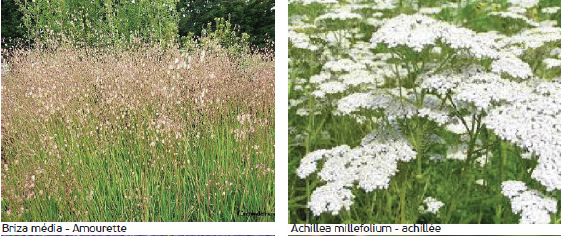 Briza média - Amourette
Achillea millefolium - achillée